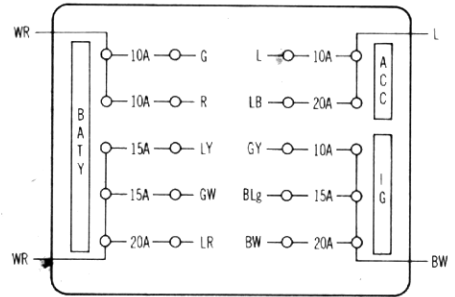 WR
L
10A G
L 10A
10A R
LB 20A
ACC
BATY
15A LY
GY 10A
15A GW
BLg 15A
IG
20A LR
BW 20A
WR
BW